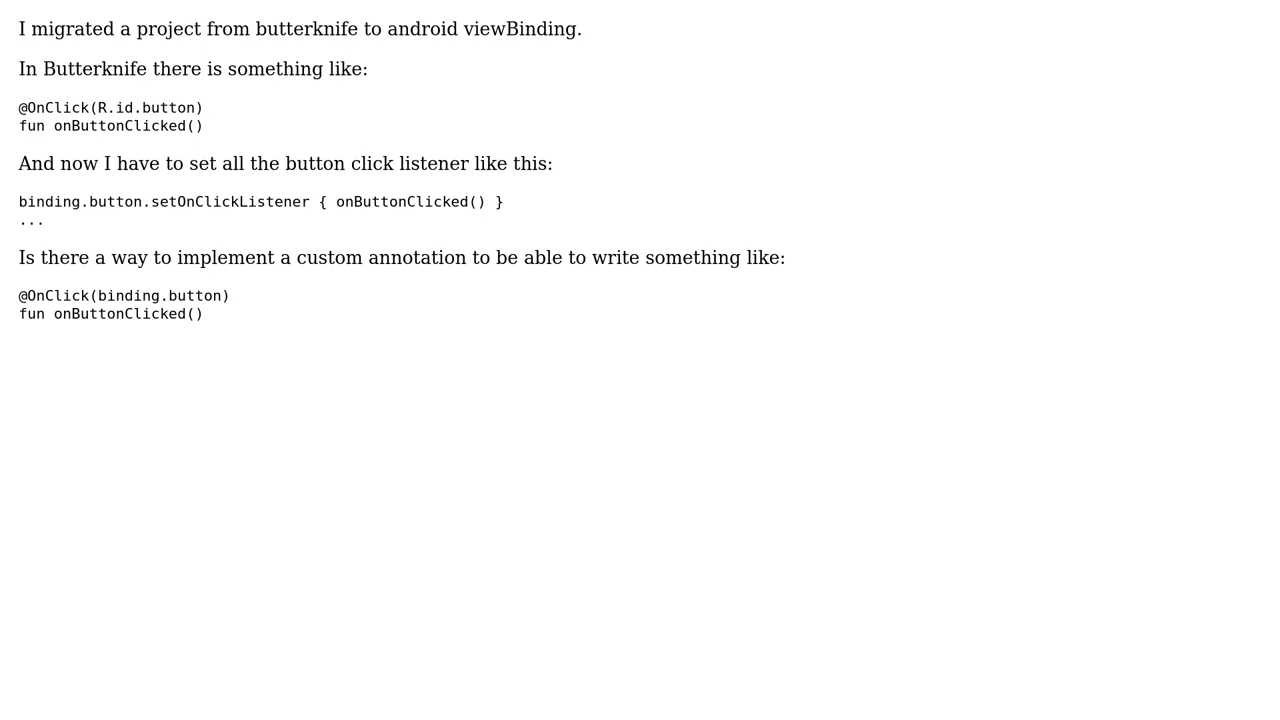 I migrated a project from butterknife to android viewBinding.
In Butterknife there is something like:
@OnClick(R.id.button)
fun onButtonClicked()
And now I have to set all the button click listener like this:
binding.button.setOnClickListener { onButtonClicked() }
...
Is there a way to implement a custom annotation to be able to write something like:
@OnClick(binding.button)
fun onButtonClicked()